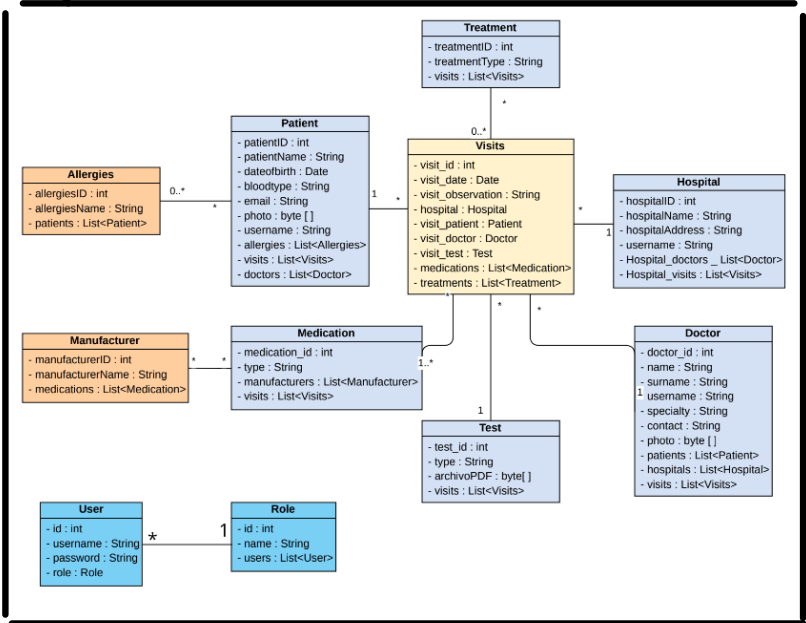 Treatment
- treatmentID : int
- treatmentType : String
- visits : List<Visits>
*
0..*
Patient
- patientID : int
- patientName : String
- dateofbirth : Date
- bloodtype : String
- email : String
- photo : byte [ ]
- username : String
- allergies : List<Allergies>
- visits : List<Visits>
- doctors : List<Doctor>
Visits
- visit_id : int
- visit_date : Date
- visit_observation : String
- hospital : Hospital
- visit_patient : Patient
- visit_doctor : Doctor
- visit_test : Test
- medications : List<Medication>
- treatments : List<Treatment>
Allergies
- allergiesID : int
- allergiesName : String
- patients : List<Patient>
0..*
*
1
*
Hospital
- hospitalID : int
- hospitalName : String
- hospitalAddress : String
- username : String
- Hospital_doctors _ List<Doctor>
- Hospital_visits : List<Visits>
*
1
*
*
*
Manufacturer
- manufacturerID : int
- manufacturerName : String
- medications : List<Medication>
*
*
Medication
- medication_id : int
- type : String
- manufacturers : List<Manufacturer>
- visits : List<Visits>
1..*
Doctor
- doctor_id : int
- name : String
- surname : String
1 username : String
- specialty : String
- contact : String
- photo : byte [ ]
- patients : List<Patient>
- hospitals : List<Hospital>
- visits : List<Visits>
1
Test
- test_id : int
- type : String
- archivoPDF : byte[ ]
- visits : List<Visits>
User
- id : int
- username : String
- password : String
- role : Role
*
1
Role
- id : int
- name : String
- users : List<User>